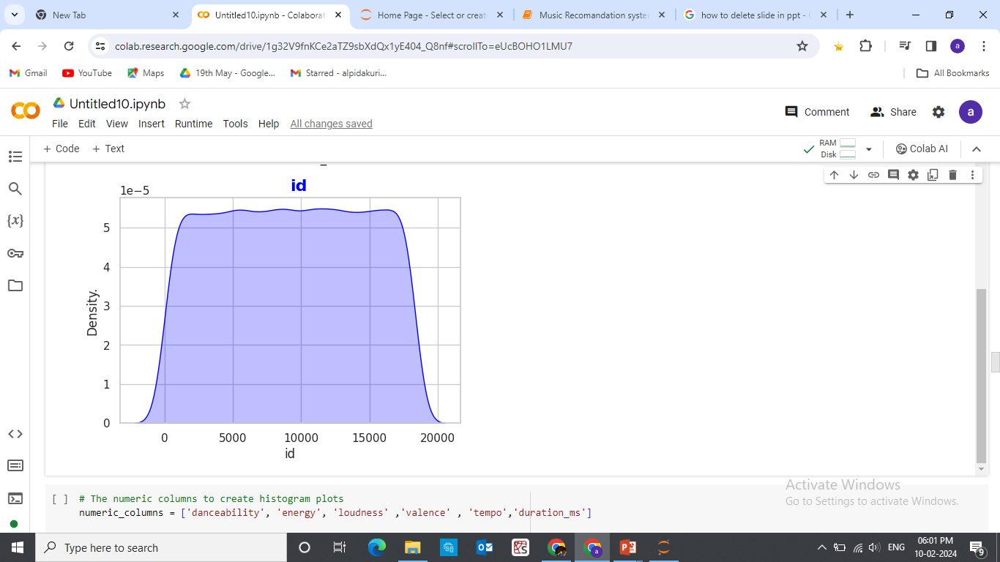 New Tab
Untitled10.ipynb - Colaborat
Home Page - Select or creat
Music Recomandation syste
how to delete slide in ppt -
colab.research.google.com/drive/1g32V9fnKCe2aTZ9sbXdQx1yE404_Q8nf#scrollTo=eUcBOHO1LMU7
a
Gmail
YouTube
Maps
19th May - Google...
Starred - alpidakuri...
All Bookmarks
Untitled10.ipynb
Comment
Share
a
File Edit View Insert Runtime Tools Help All changes saved
+ Code + Text
RAM
Disk
Colab AI
id
1e−5
5
4
3
2
1
0
Density.
0 5000 10000 15000 20000
id
{x}
[ ] # The numeric columns to create histogram plots
numeric_columns = ['danceability', 'energy', 'loudness' ,'valence' , 'tempo','duration_ms']
Activate Windows
Go to Settings to activate Windows.
Type here to search
ENG
06:01 PM
10-02-2024
9